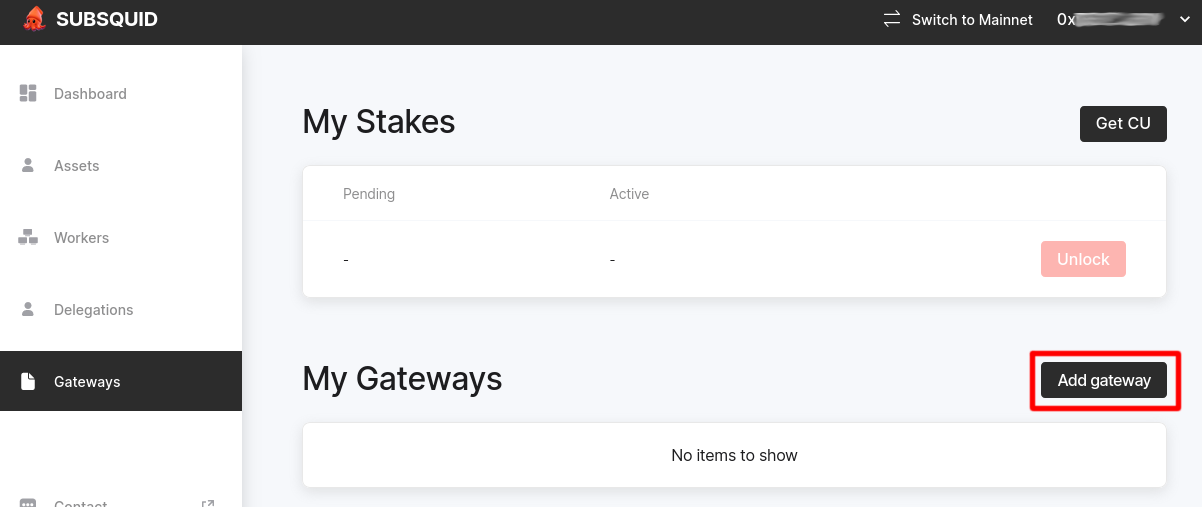 SUBSQUID
Switch to Mainnet
0x
Dashboard
Assets
Workers
Delegations
Gateways
Contact
My Stakes
Get CU
Pending
Active
-
-
Unlock
My Gateways
Add gateway
No items to show